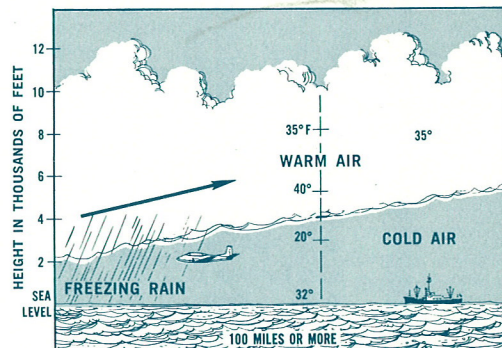 HEIGHT IN THOUSANDS OF FEET
12
10
8
6
4
2
SEA
LEVEL
35°F
35°
WARM AIR
40°
20°
COLD AIR
32°
FREEZING RAIN
100 MILES OR MORE